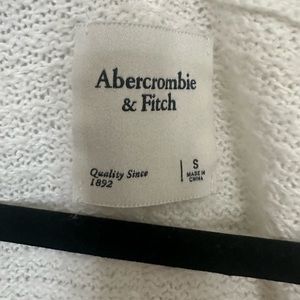 Abercrombie
& Fitch
Quality Since
1892
S
MADE IN
CHINA